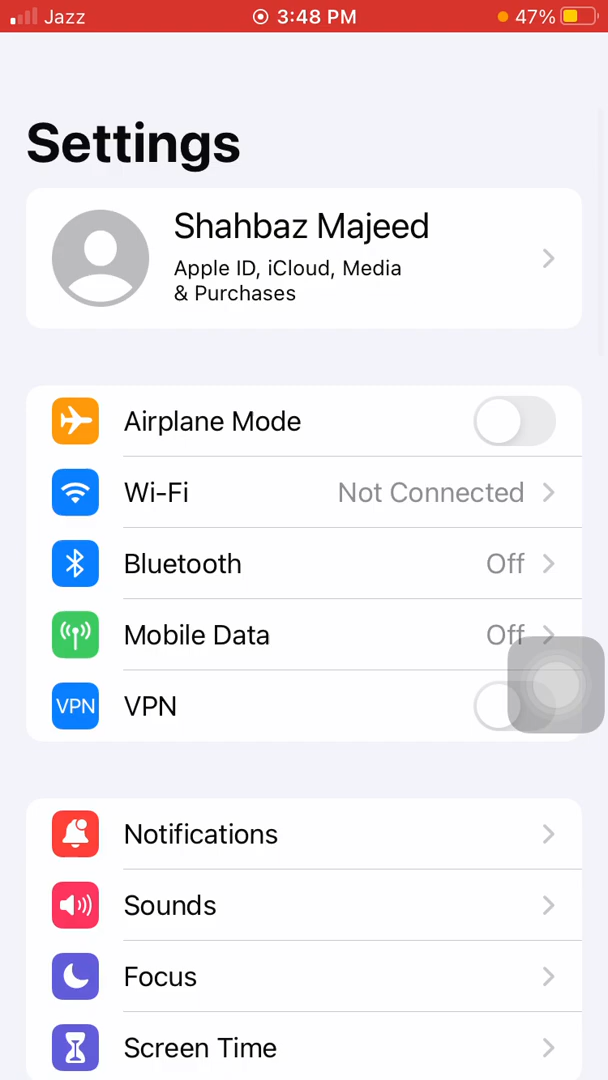 Jazz 3:48 PM 47%
Settings
Shahbaz Majeed
Apple ID, iCloud, Media
& Purchases
Airplane Mode
Wi-Fi Not Connected
Bluetooth Off
Mobile Data Off
VPN VPN
Notifications
Sounds
Focus
Screen Time